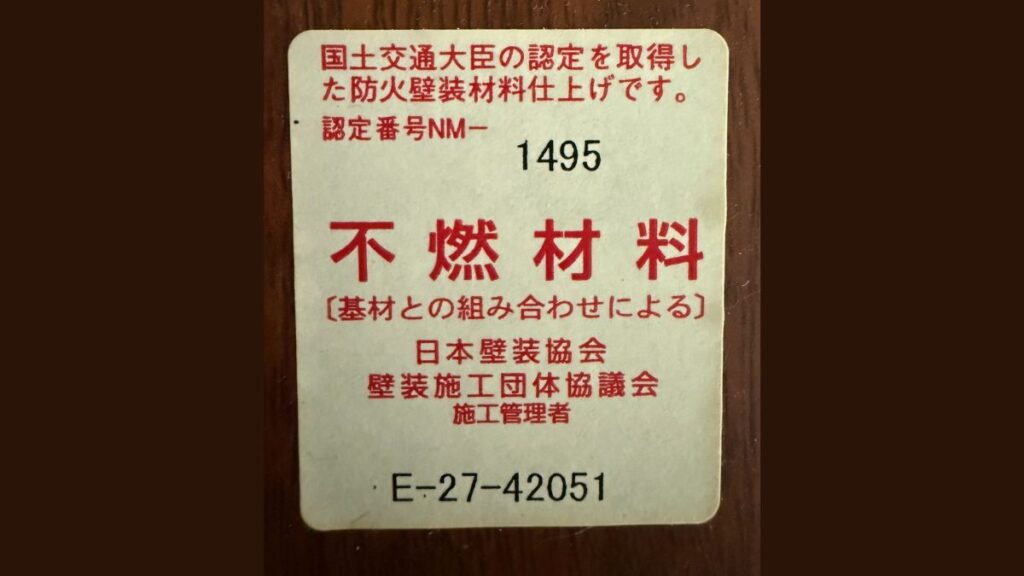 国土交通大臣の認定を取得し
た防火壁装材料仕上げです。
認定番号NM−
1495
不燃材料
〔基材との組み合わせによる〕
日本壁装協会
壁装施工団体協議会
施工管理者
E-27-42051